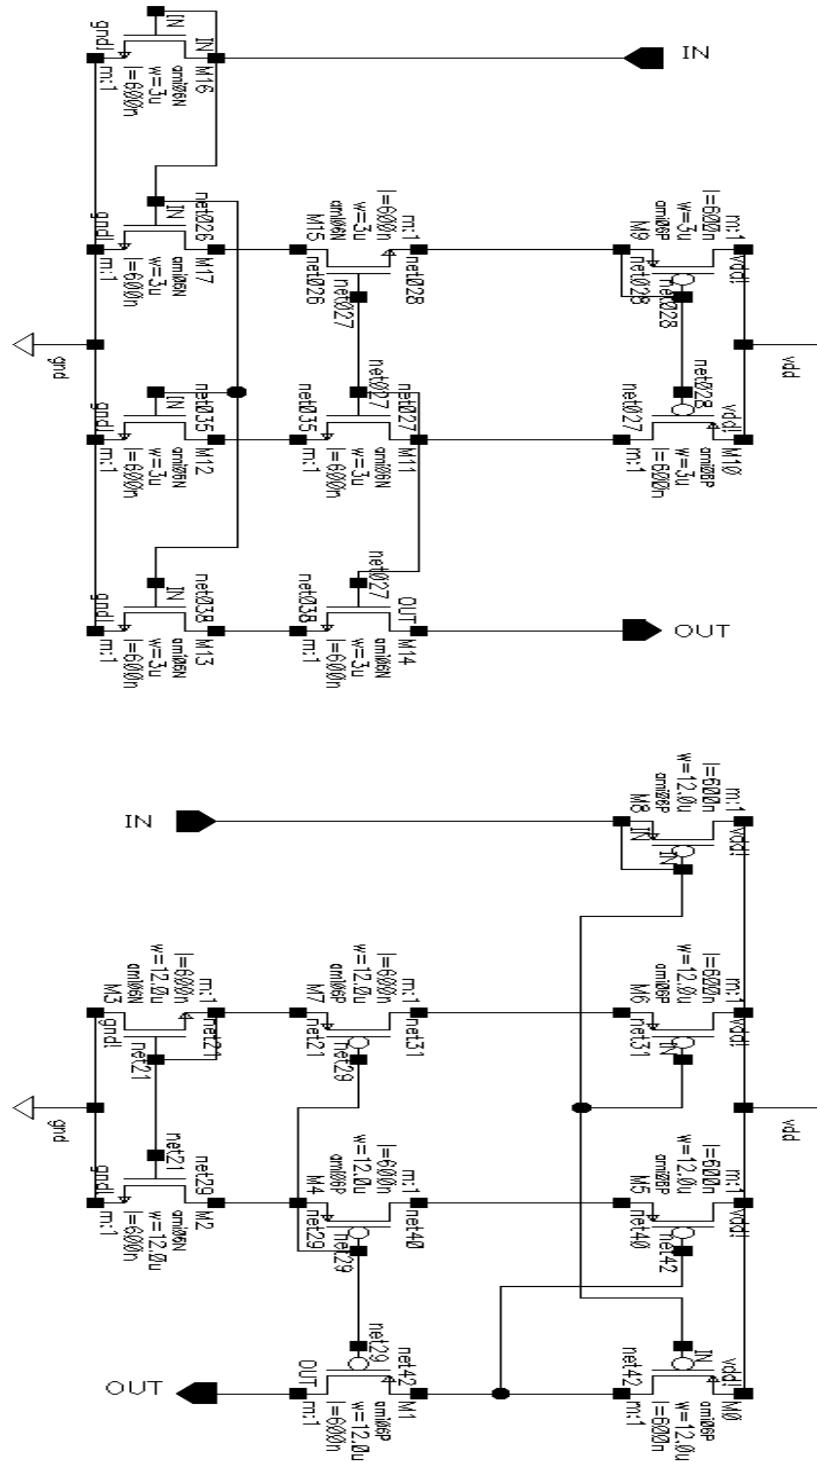 IN
gnd!
IN
M16
ami06N
w=3u
l=600n
m:1
IN
gnd!
IN
net026
M17
ami06N
w=3u
l=600n
m:1
net026
M15
ami06N
w=3u
l=600n
m:1
net028
net027
net028
M9
ami06P
w=3u
l=600n
m:1
vdd!
net028
gnd
vdd
gnd!
IN
net035
M12
ami06N
w=3u
l=600n
m:1
net035
net027
net027
M11
ami06N
w=3u
l=600n
m:1
net027
net028
vdd!
M10
ami06P
w=3u
l=600n
m:1
gnd!
IN
net038
M13
ami06N
w=3u
l=600n
m:1
net038
net027
OUT
M14
ami06N
w=3u
l=600n
m:1
OUT
IN
IN
M8
ami06P
w=12.0u
l=600n
m:1
vdd!
IN
gnd!
M3
ami06N
w=12.0u
l=600n
m:1
net21
net21
net21
M7
ami06P
w=12.0u
l=600n
m:1
net31
net29
net31
M6
ami06P
w=12.0u
l=600n
m:1
vdd!
IN
gnd
vdd
gnd!
net21
net29
M2
ami06N
w=12.0u
l=600n
m:1
net29
M4
ami06P
w=12.0u
l=600n
m:1
net40
net29
net40
M5
ami06P
w=12.0u
l=600n
m:1
vdd!
net42
OUT
OUT
net29
net42
M1
ami06P
w=12.0u
l=600n
m:1
net42
IN
vdd!
M0
ami06P
w=12.0u
l=600n
m:1